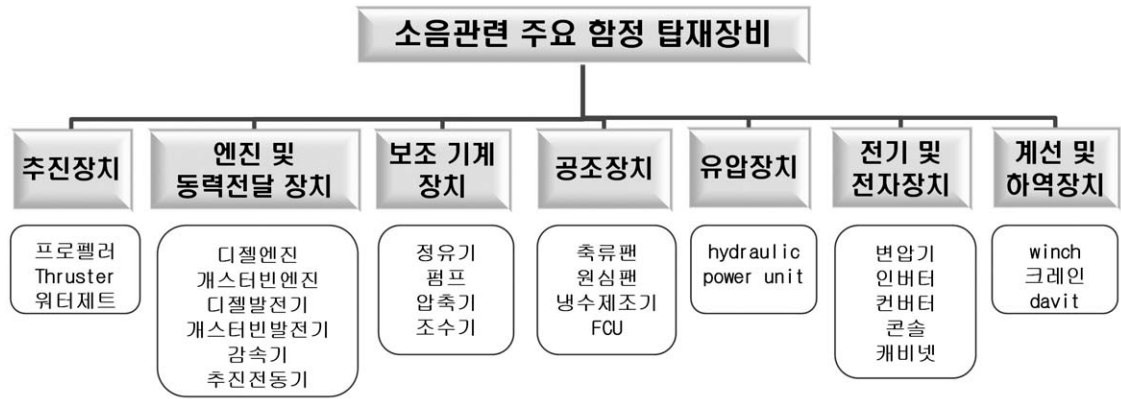 소음관련 주요 함정 탑재장비
추진장치
프로펠러
Thruster
워터제트
엔진 및
동력전달 장치
디젤엔진
개스터빈엔진
디젤발전기
개스터빈발전기
감속기
추진전동기
보조 기계
장치
정유기
펌프
압축기
조수기
공조장치
축류팬
원심팬
냉수제조기
FCU
유압장치
hydraulic
power unit
전기 및
전자장치
변압기
인버터
컨버터
콘솔
캐비넷
계선 및
하역장치
winch
크레인
davit